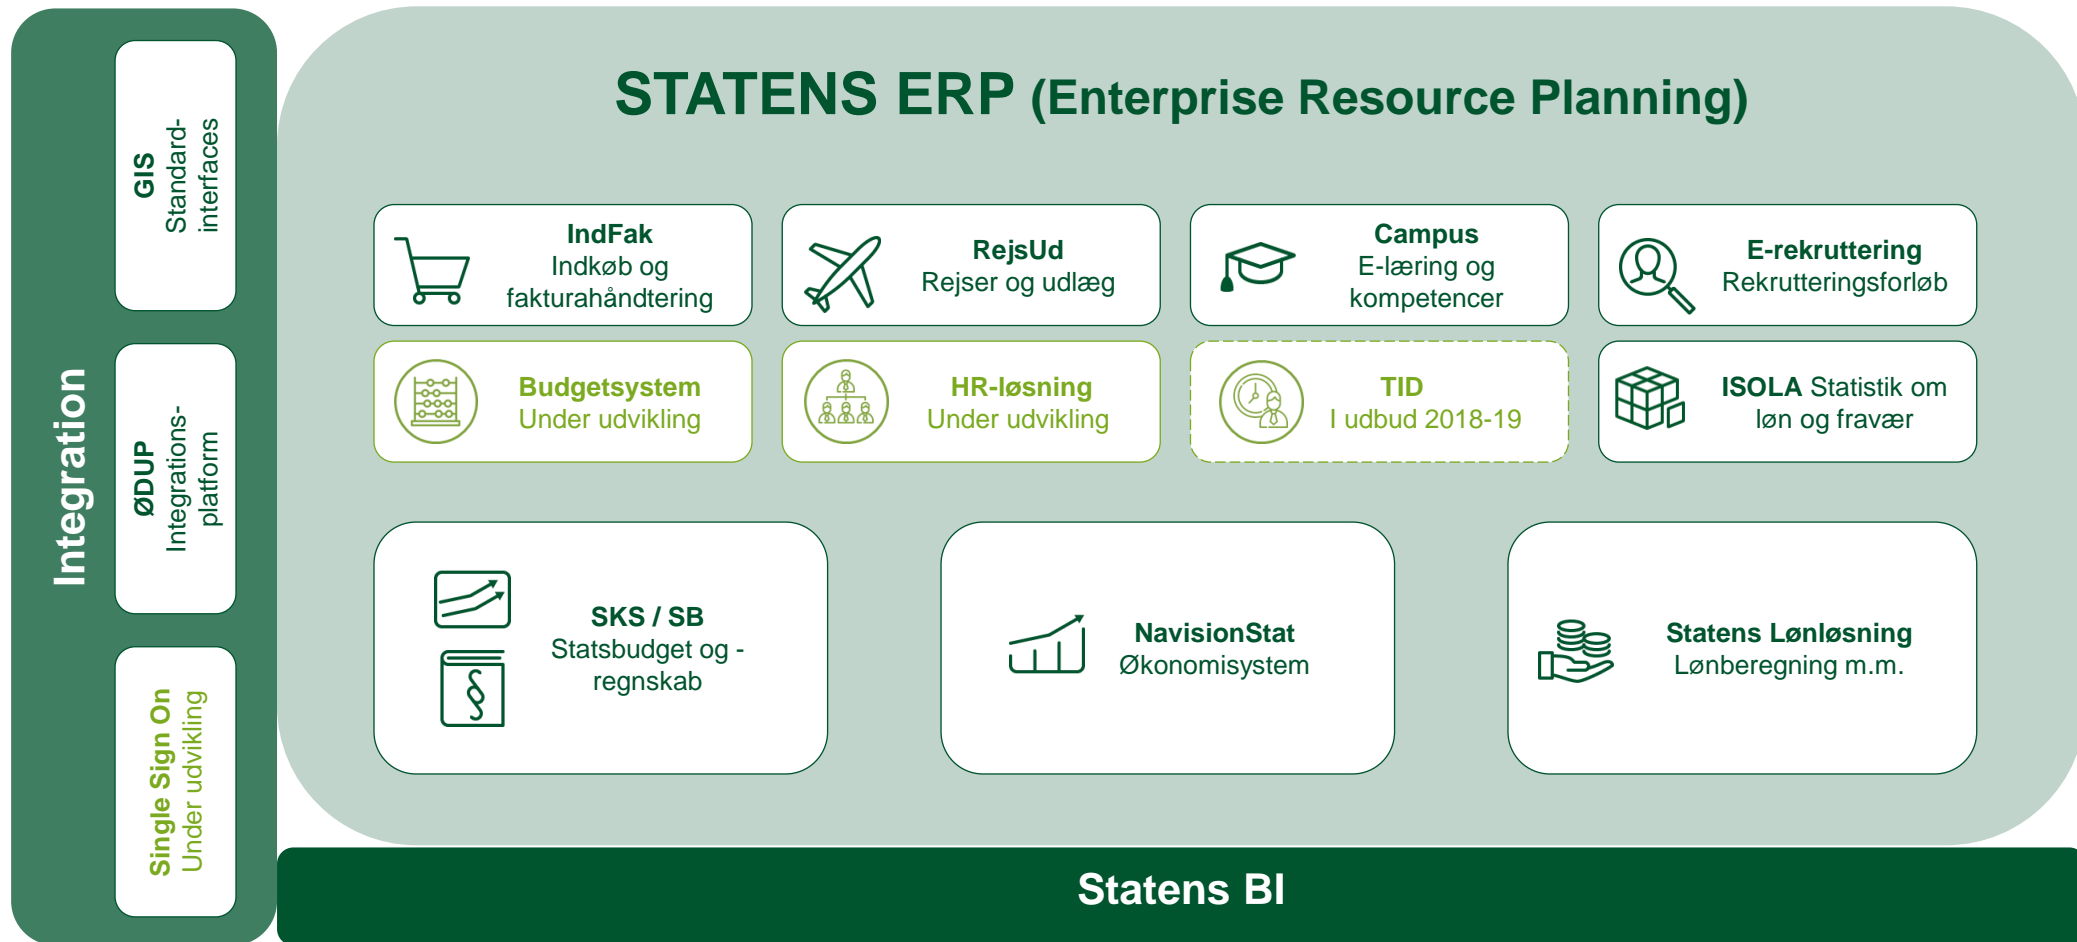 STATENS ERP (Enterprise Resource Planning)
Integration
GIS
Standard-
interfaces
ØDUP
Integrations-
platform
Single Sign On
Under udvikling
IndFak
Indkøb og
fakturahåndtering
RejsUd
Rejser og udlæg
Campus
E-læring og
kompetencer
E-rekruttering
Rekrutteringsforløb
Budgetsystem
Under udvikling
HR-løsning
Under udvikling
TID
I udbud 2018-19
ISOLA Statistik om
løn og fravær
§
SKS / SB
Statsbudget og -
regnskab
NavisionStat
Økonomisystem
Statens Lønløsning
Lønberegning m.m.
Statens BI